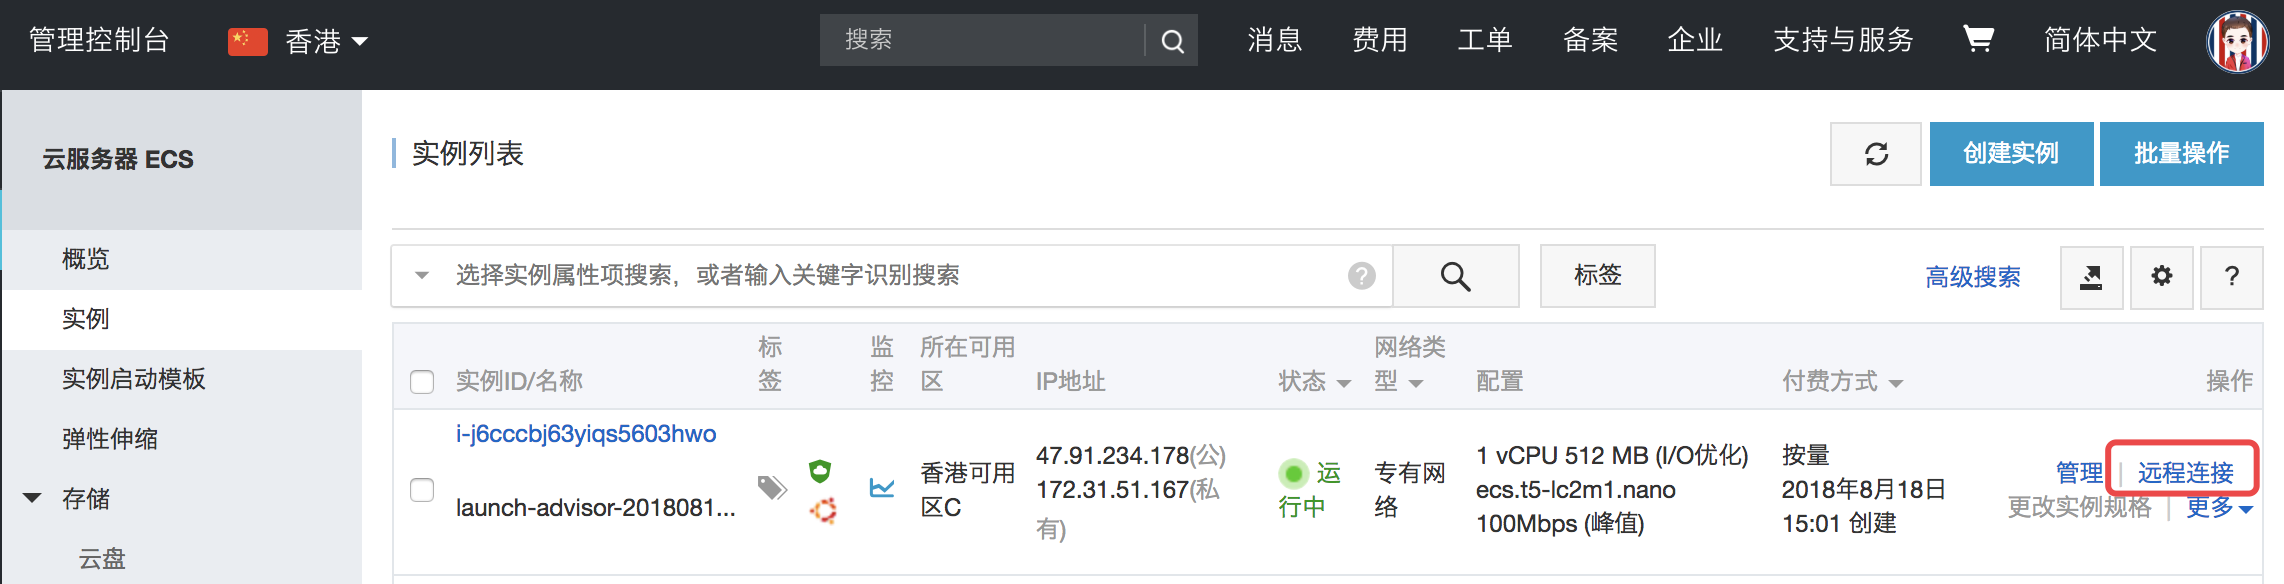 管理控制台 香港 搜索 消息 费用 工单 备案 企业 支持与服务 简体中文
云服务器 ECS
概览
实例
实例启动模板
弹性伸缩
存储
云盘
实例列表 创建实例 批量操作
选择实例属性项搜索，或者输入关键字识别搜索 ? 标签 高级搜索 ?
实例ID/名称 标签 监控 所在可用区 IP地址 状态 网络类型 配置 付费方式 操作
i-j6cccbj63yiqs5603hwo
launch-advisor-2018081...
香港可用
区C
47.91.234.178(公)
172.31.51.167(私
有)
运
行中
专有网
络
1 vCPU 512 MB (I/O优化)
ecs.t5-lc2m1.nano
100Mbps (峰值)
按量
2018年8月18日
15:01 创建
管理 | 远程连接
更改实例规格 | 更多